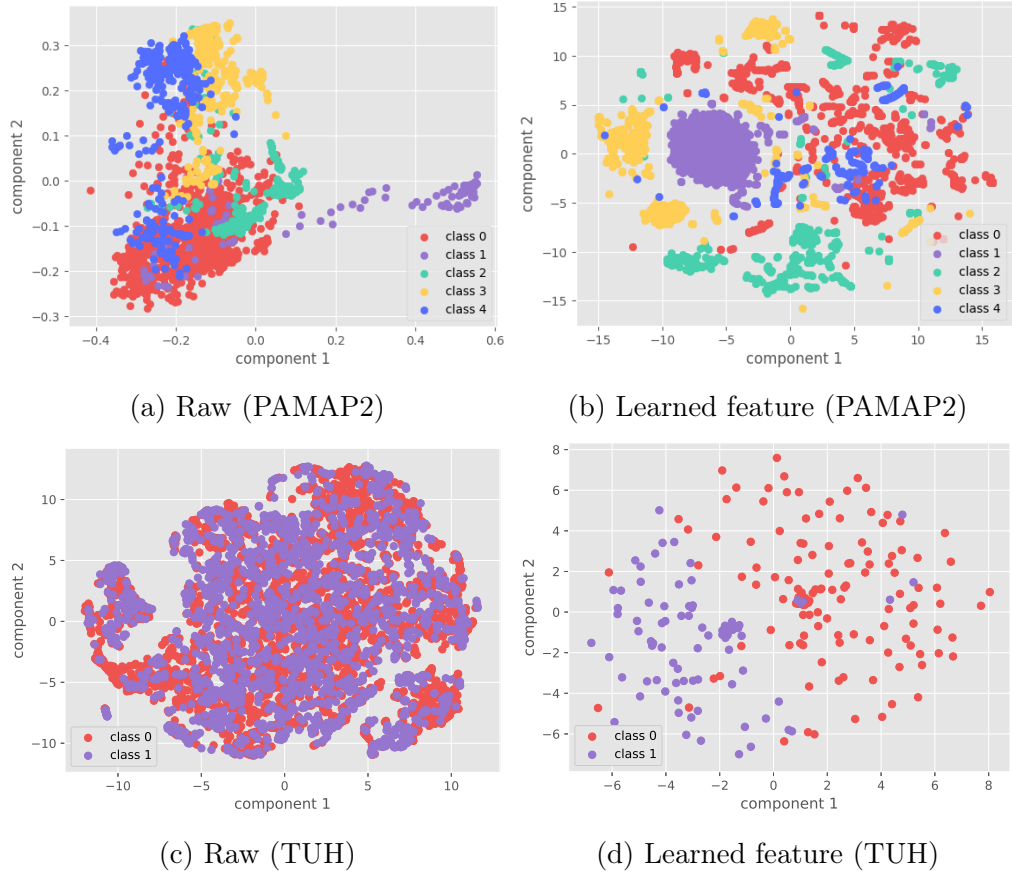 0.3
0.2
0.1
0.0
−0.1
−0.2
−0.3
component 2
−0.4
−0.2
0.0
0.2
0.4
0.6
component 1
class 0
class 1
class 2
class 3
class 4
(a) Raw (PAMAP2)
15
10
5
0
−5
−10
−15
component 2
−15
−10
−5
0
5
10
15
component 1
class 0
class 1
class 2
class 3
class 4
(b) Learned feature (PAMAP2)
10
5
0
−5
−10
component 2
−10
−5
0
5
10
component 1
class 0
class 1
(c) Raw (TUH)
8
6
4
2
0
−2
−4
−6
component 2
−6
−4
−2
0
2
4
6
8
component 1
class 0
class 1
(d) Learned feature (TUH)